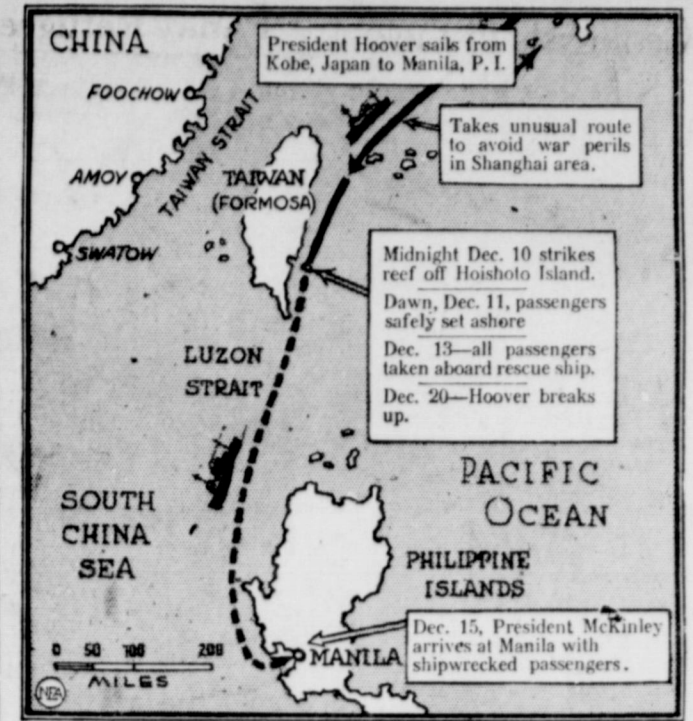 CHINA
President Hoover sails from
Kobe, Japan to Manila, P. I.
FOOCHOW
TAIWAN STRAIT
Takes unusual route
to avoid war perils
in Shanghai area.
AMOY
TAIWAN
(FORMOSA)
SWATOW
Midnight Dec. 10 strikes
reef off Hoishoto Island.
Dawn, Dec. 11, passengers
safely set ashore
Dec. 13—all passengers
taken aboard rescue ship.
Dec. 20—Hoover breaks
up.
LUZON
STRAIT
PACIFIC
OCEAN
SOUTH
CHINA
SEA
PHILIPPINE
ISLANDS
Dec. 15, President McKinley
arrives at Manila with
shipwrecked passengers.
MANILA
0 50 100 200
MILES
NEA